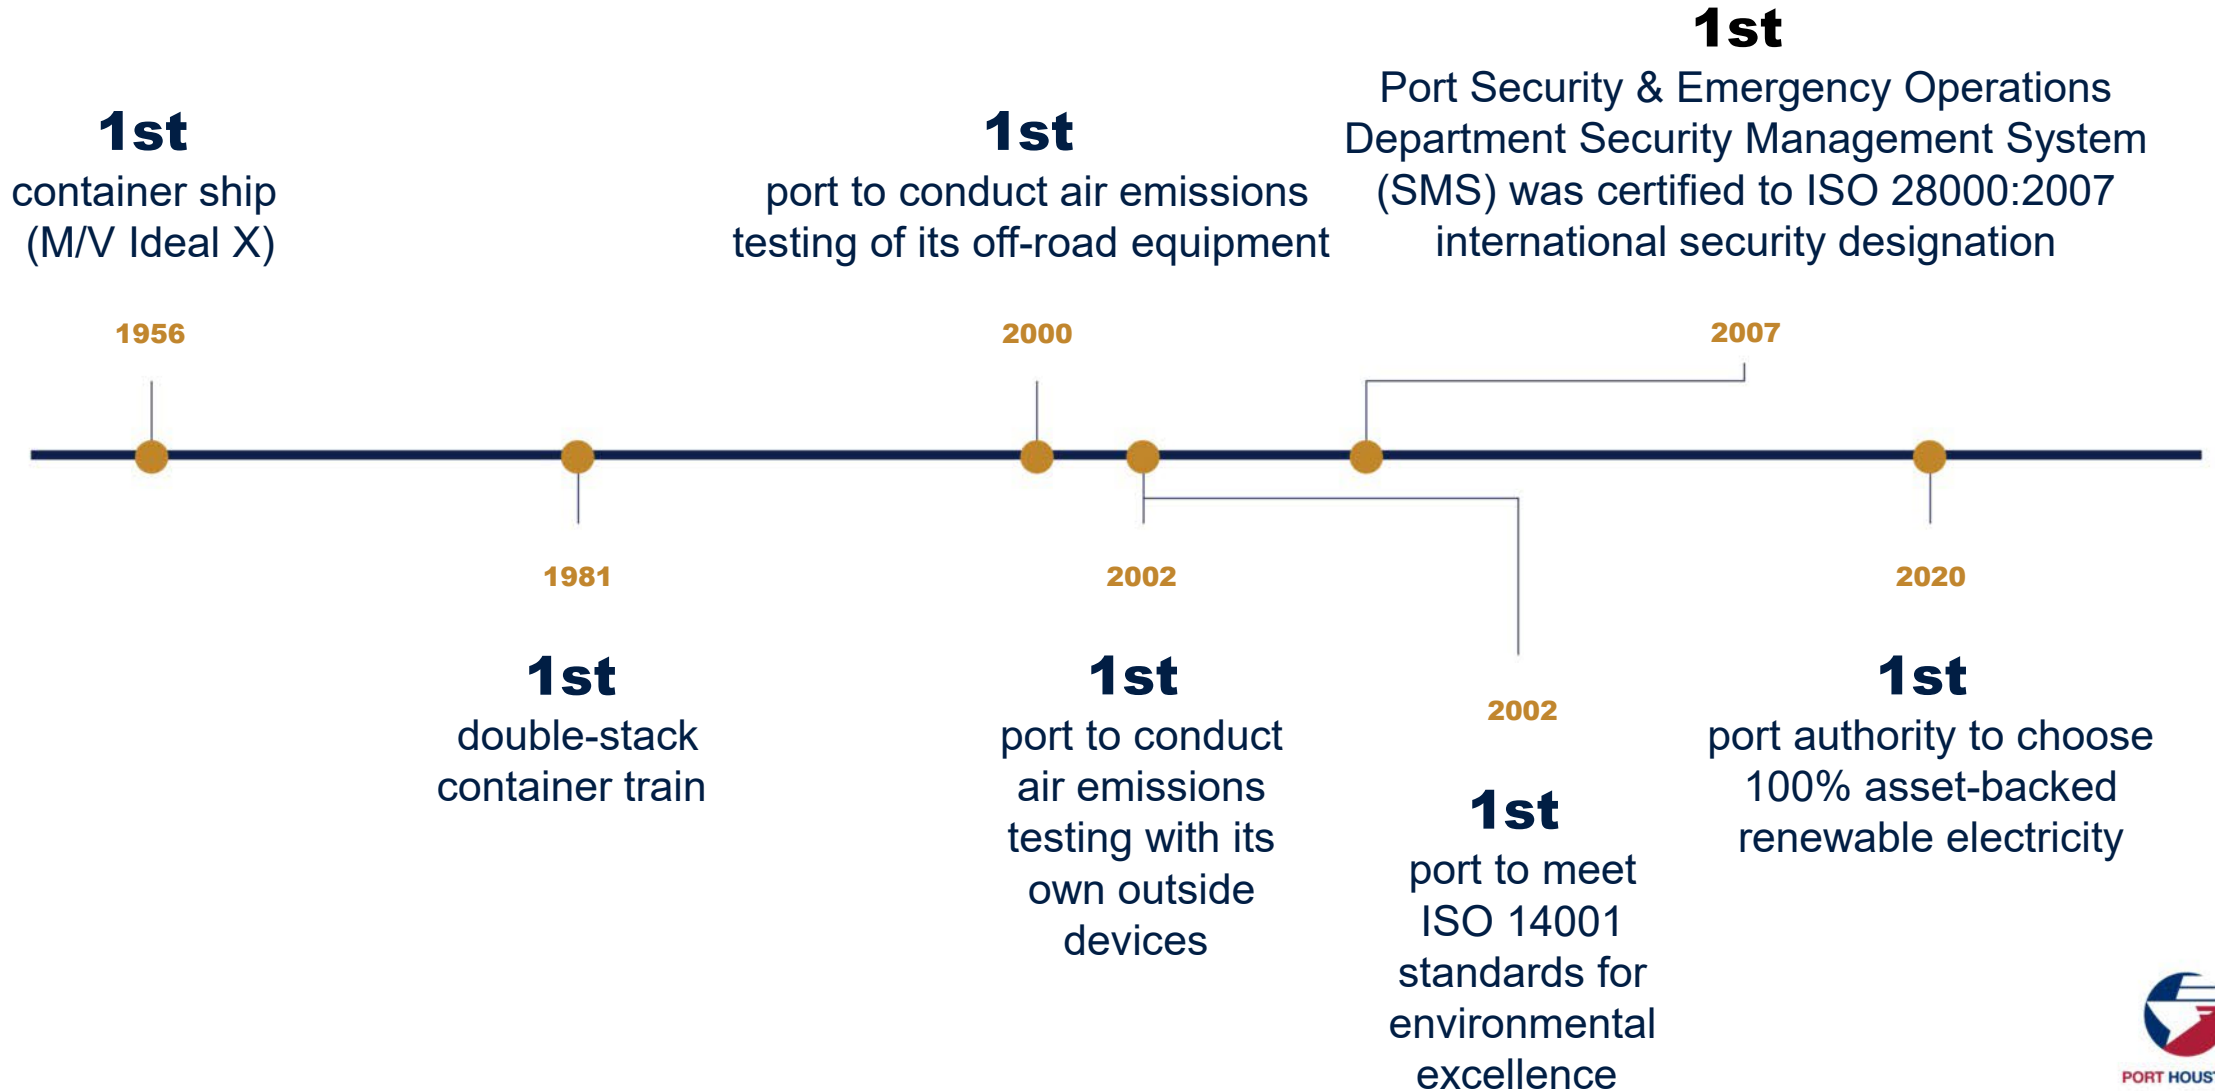 1st
container ship
(M/V Ideal X)
1956
1st
double-stack
container train
1981
1st
port to conduct air emissions
testing of its off-road equipment
2000
2002
1st
port to conduct
air emissions
testing with its
own outside
devices
2002
1st
port to meet
ISO 14001
standards for
environmental
excellence
1st
Port Security & Emergency Operations
Department Security Management System
(SMS) was certified to ISO 28000:2007
international security designation
2007
2020
1st
port authority to choose
100% asset-backed
renewable electricity
PORT HOUST